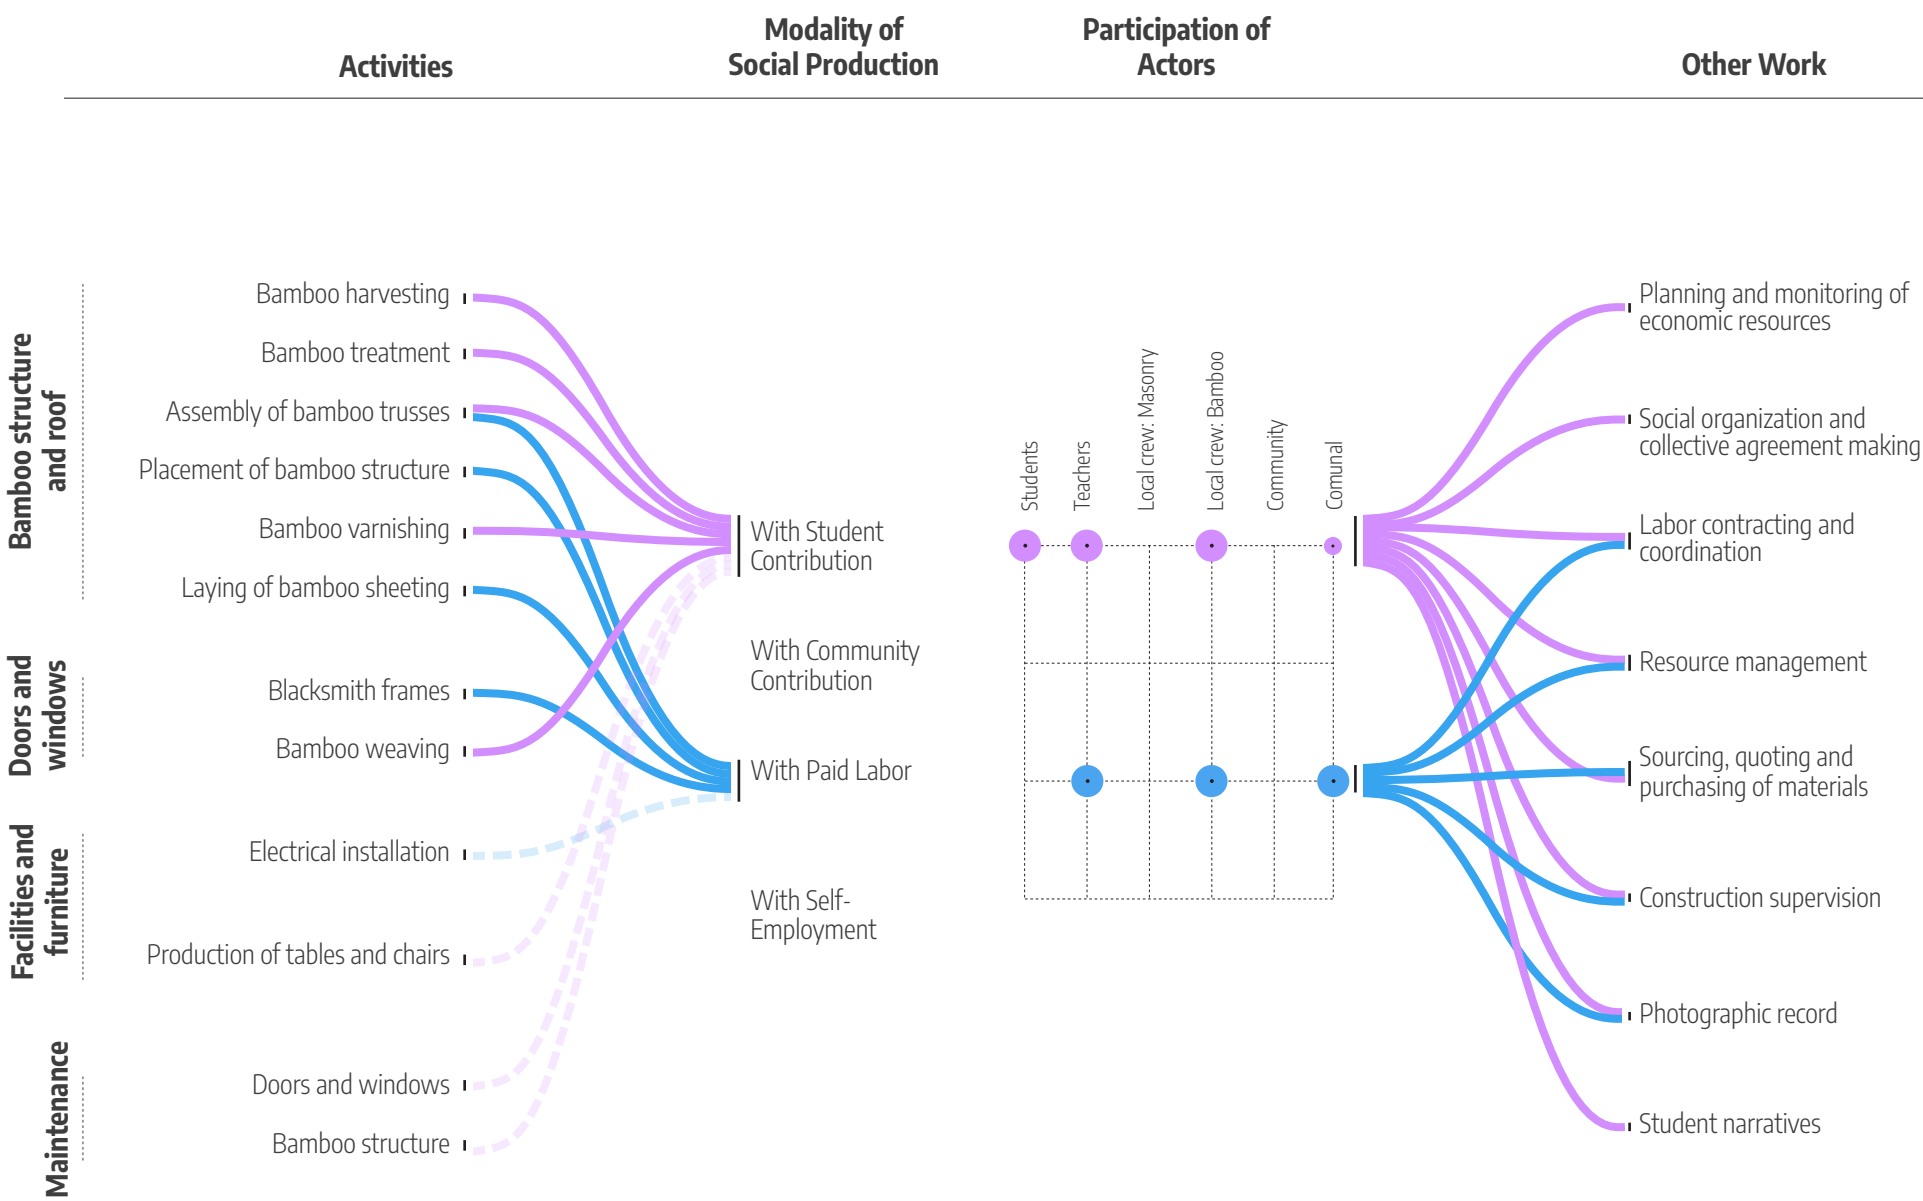 Activities
Modality of
Social Production
Participation of
Actors
Other Work
Bamboo structure
and roof
Bamboo harvesting
Bamboo treatment
Assembly of bamboo trusses
Placement of bamboo structure
Bamboo varnishing
Laying of bamboo sheeting
Doors and
windows
Blacksmith frames
Bamboo weaving
Facilities and
furniture
Electrical installation
Production of tables and chairs
Maintenance
Doors and windows
Bamboo structure
With Student
Contribution
With Community
Contribution
With Paid Labor
With Self-
Employment
Students
Teachers
Local crew: Masonry
Local crew: Bamboo
Community
Comunal
Planning and monitoring of
economic resources
Social organization and
collective agreement making
Labor contracting and
coordination
Resource management
Sourcing, quoting and
purchasing of materials
Construction supervision
Photographic record
Student narratives